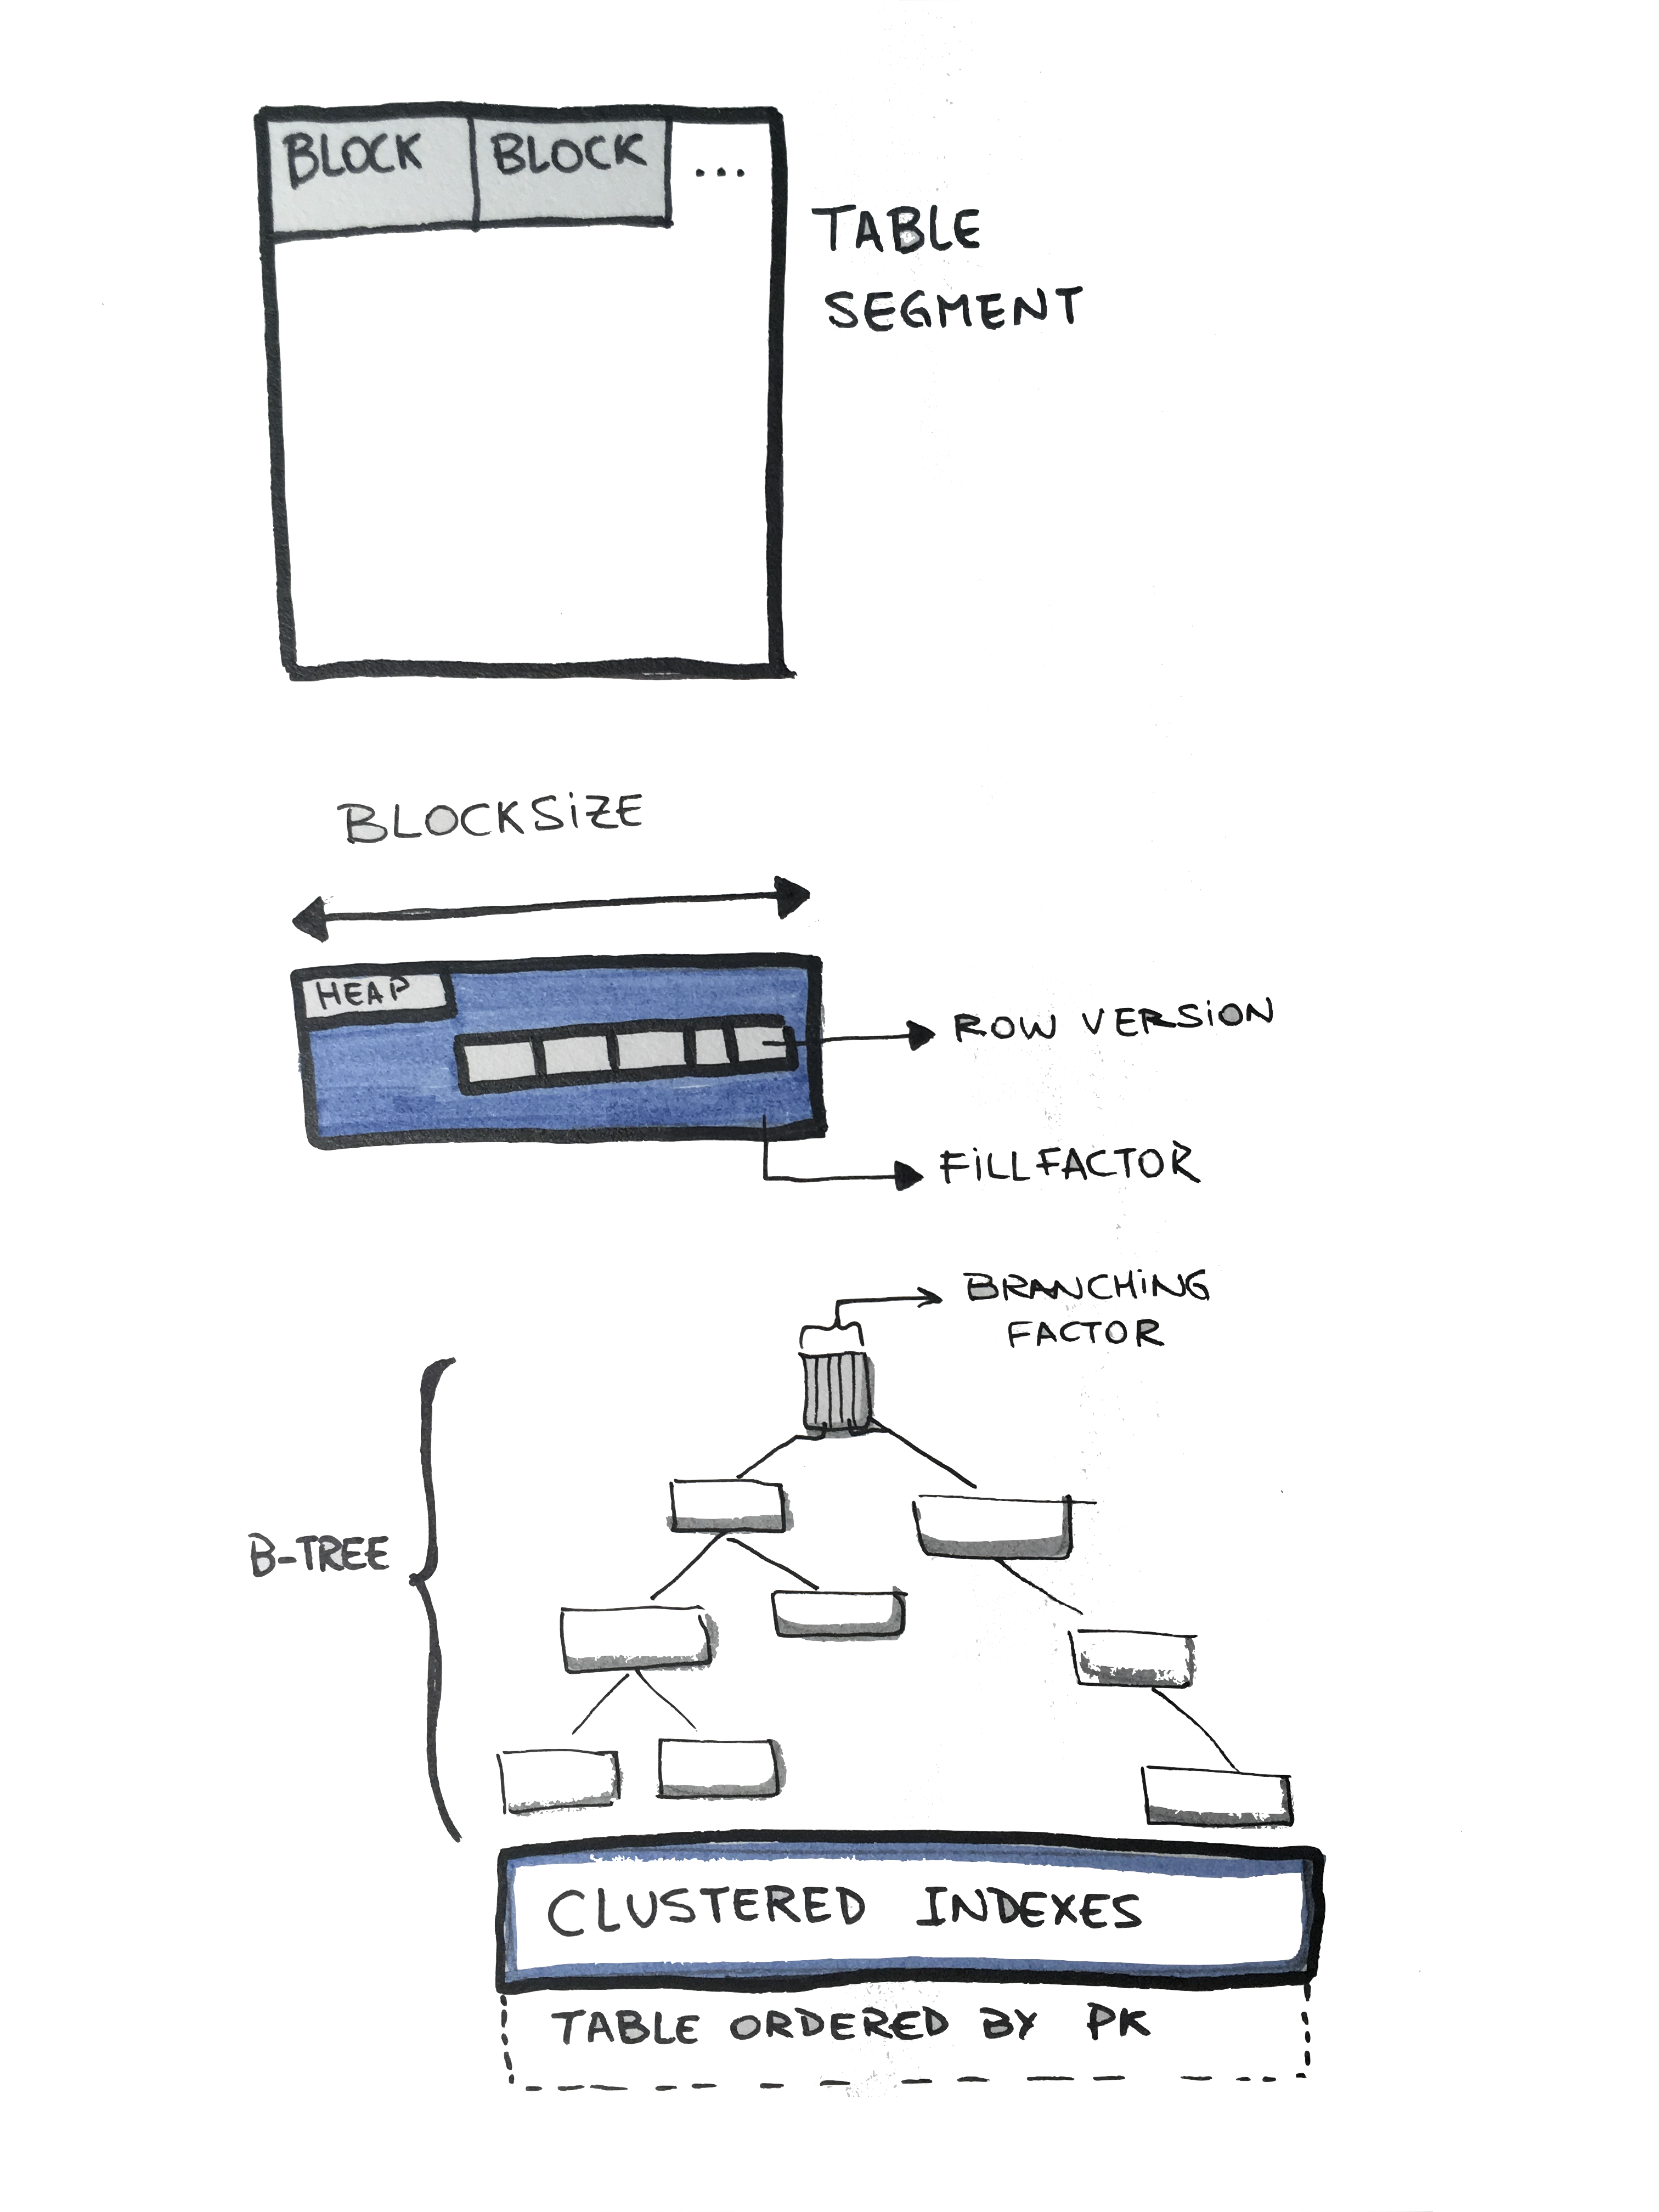 BLOCK
BLOCK
...
TABLE
SEGMENT
BLOCKSiZE
HEAP
ROW VERSiON
FiLLFACTOR
BRANCHiNG
FACTOR
B-TREE
CLUSTERED INDEXES
TABLE ORDERED BY PK